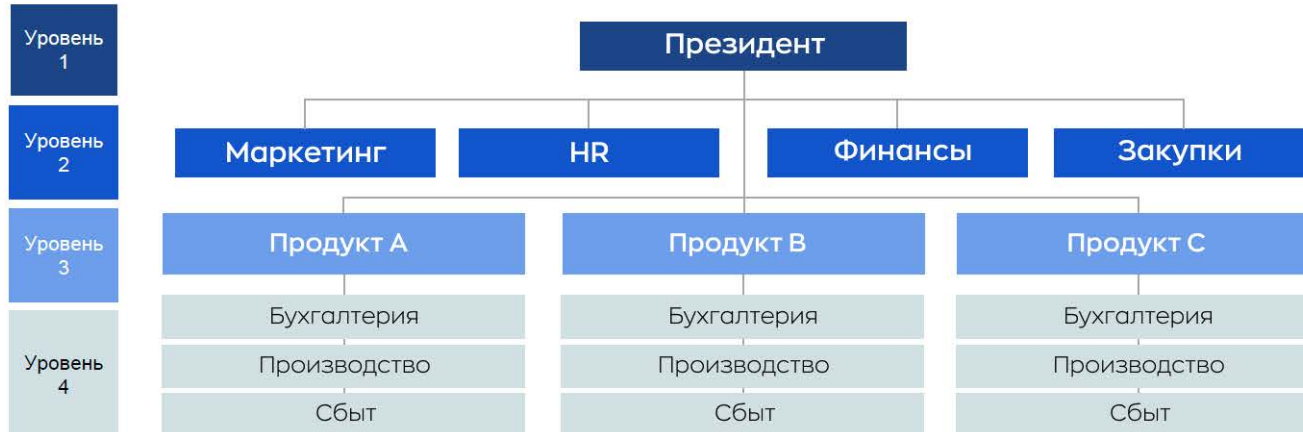 Уровень
1
Президент
Уровень
2
Маркетинг
HR
Финансы
Закупки
Уровень
3
Продукт А
Продукт В
Продукт С
Уровень
4
Бухгалтерия
Бухгалтерия
Бухгалтерия
Производство
Производство
Производство
Сбыт
Сбыт
Сбыт